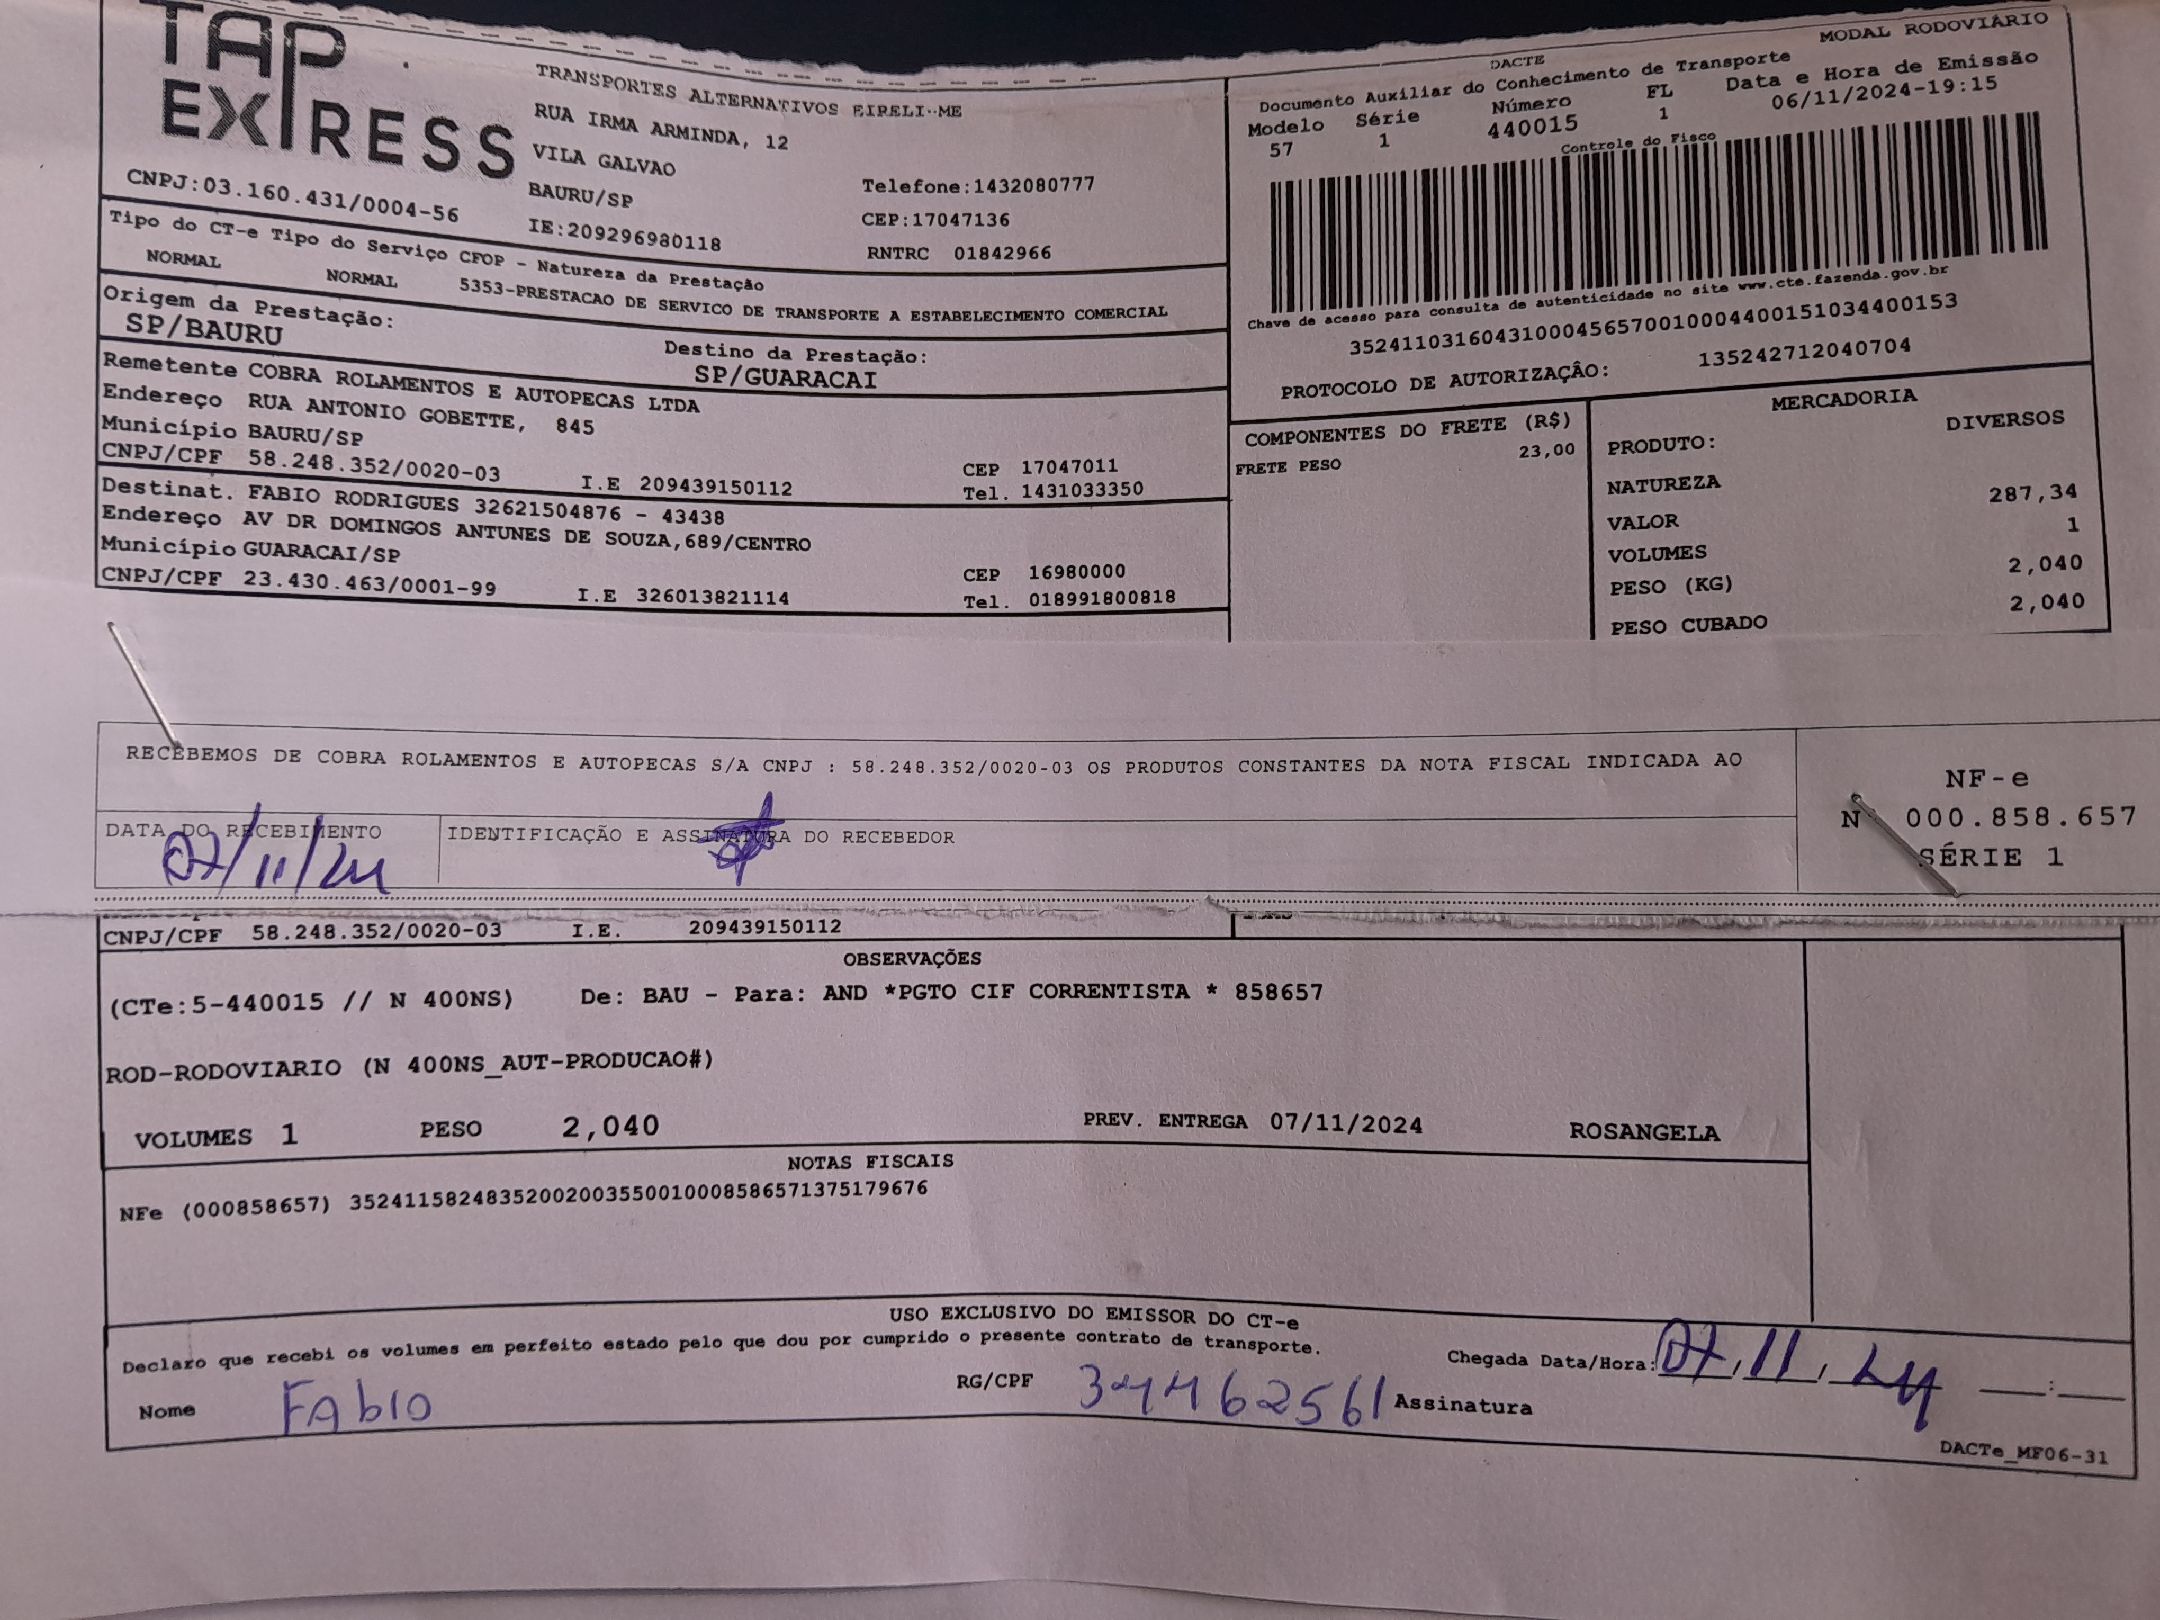 TAP
EXPRESS
TRANSPORTES ALTERNATIVOS EIRELI--ME
RUA IRMA ARMINDA, 12
VILA GALVAO
BAURU/SP
Telefone:1432080777
CNPJ:03.160.431/0004-56
CEP:17047136
IE:209296980118
RNTRC 01842966
DACTE
MODAL RODOVIÁRIO
Documento Auxiliar do Conhecimento de Transporte
Modelo Série Número FL Data e Hora de Emissão
57 1 440015 1 06/11/2024-19:15
Controle do Fisco
Chave de acesso para consulta de autenticidade no site www.cte.fazenda.gov.br
35241103160431000456570010004400151034400153
PROTOCOLO DE AUTORIZAÇÃO: 135242712040704
Tipo do CT-e Tipo do Serviço CFOP - Natureza da Prestação
NORMAL NORMAL 5353-PRESTACAO DE SERVICO DE TRANSPORTE A ESTABELECIMENTO COMERCIAL
Origem da Prestação:
SP/BAURU
Destino da Prestação:
SP/GUARACAI
Remetente COBRA ROLAMENTOS E AUTOPECAS LTDA
Endereço RUA ANTONIO GOBETTE, 845
Município BAURU/SP
CEP 17047011
CNPJ/CPF 58.248.352/0020-03 I.E 209439150112 Tel. 1431033350
Destinat. FABIO RODRIGUES 32621504876 - 43438
Endereço AV DR DOMINGOS ANTUNES DE SOUZA,689/CENTRO
Município GUARACAI/SP
CEP 16980000
CNPJ/CPF 23.430.463/0001-99 I.E 326013821114 Tel. 018991800818
COMPONENTES DO FRETE (R$)
FRETE PESO 23,00
MERCADORIA
PRODUTO: DIVERSOS
NATUREZA
VALOR 287,34
VOLUMES 1
PESO (KG) 2,040
PESO CUBADO 2,040
RECEBEMOS DE COBRA ROLAMENTOS E AUTOPECAS S/A CNPJ : 58.248.352/0020-03 OS PRODUTOS CONSTANTES DA NOTA FISCAL INDICADA AO
NF-e
N 000.858.657
SÉRIE 1
DATA DO RECEBIMENTO
07/11/24
IDENTIFICAÇÃO E ASSINATURA DO RECEBEDOR
CNPJ/CPF 58.248.352/0020-03 I.E. 209439150112
OBSERVAÇÕES
(CTe:5-440015 // N 400NS) De: BAU - Para: AND *PGTO CIF CORRENTISTA * 858657
ROD-RODOVIARIO (N 400NS_AUT-PRODUCAO#)
VOLUMES 1 PESO 2,040 PREV. ENTREGA 07/11/2024 ROSANGELA
NOTAS FISCAIS
NFe (000858657) 35241158248352002003550010008586571375179676
USO EXCLUSIVO DO EMISSOR DO CT-e
Declaro que recebi os volumes em perfeito estado pelo que dou por cumprido o presente contrato de transporte.
Chegada Data/Hora: 07/11/24 :
Nome FAbIO RG/CPF 34462561 Assinatura
DACTe_MF06-31